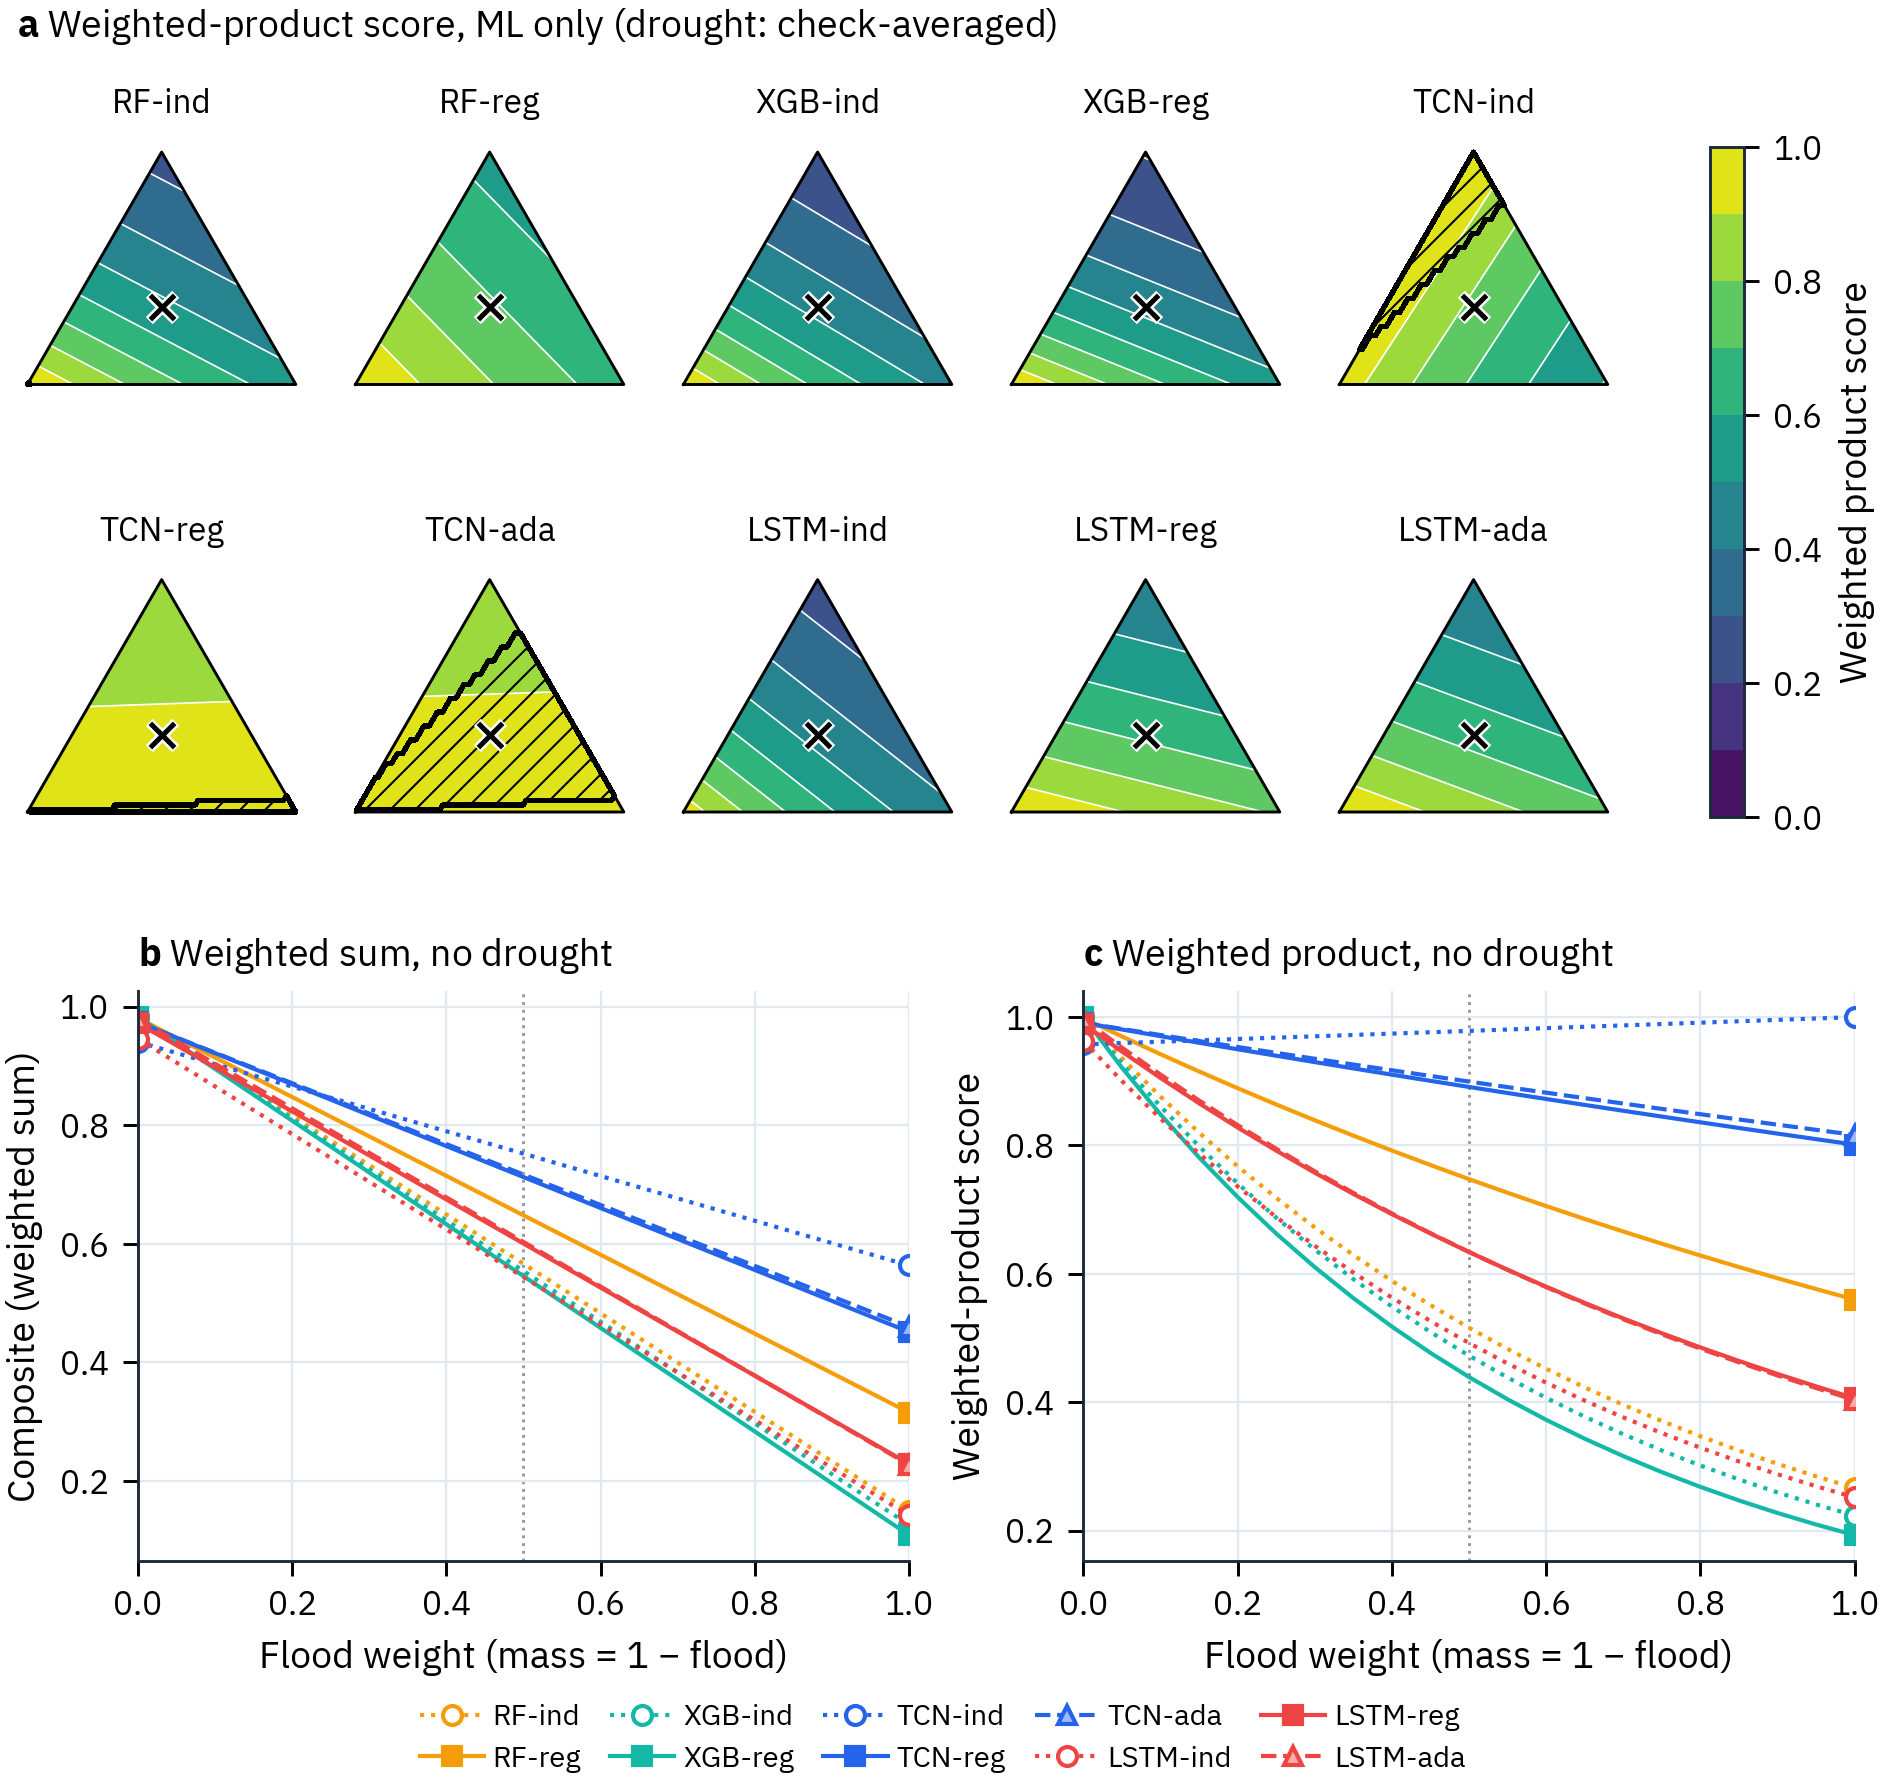 a Weighted-product score, ML only (drought: check-averaged)
RF-ind RF-reg XGB-ind XGB-reg TCN-ind
TCN-reg TCN-ada LSTM-ind LSTM-reg LSTM-ada
1.0
0.8
0.6
0.4
0.2
0.0
Weighted product score
b Weighted sum, no drought
Composite (weighted sum)
1.0
0.8
0.6
0.4
0.2
0.0 0.2 0.4 0.6 0.8 1.0
Flood weight (mass = 1 − flood)
c Weighted product, no drought
Weighted-product score
1.0
0.8
0.6
0.4
0.2
0.0 0.2 0.4 0.6 0.8 1.0
Flood weight (mass = 1 − flood)
RF-ind XGB-ind TCN-ind TCN-ada LSTM-reg
RF-reg XGB-reg TCN-reg LSTM-ind LSTM-ada